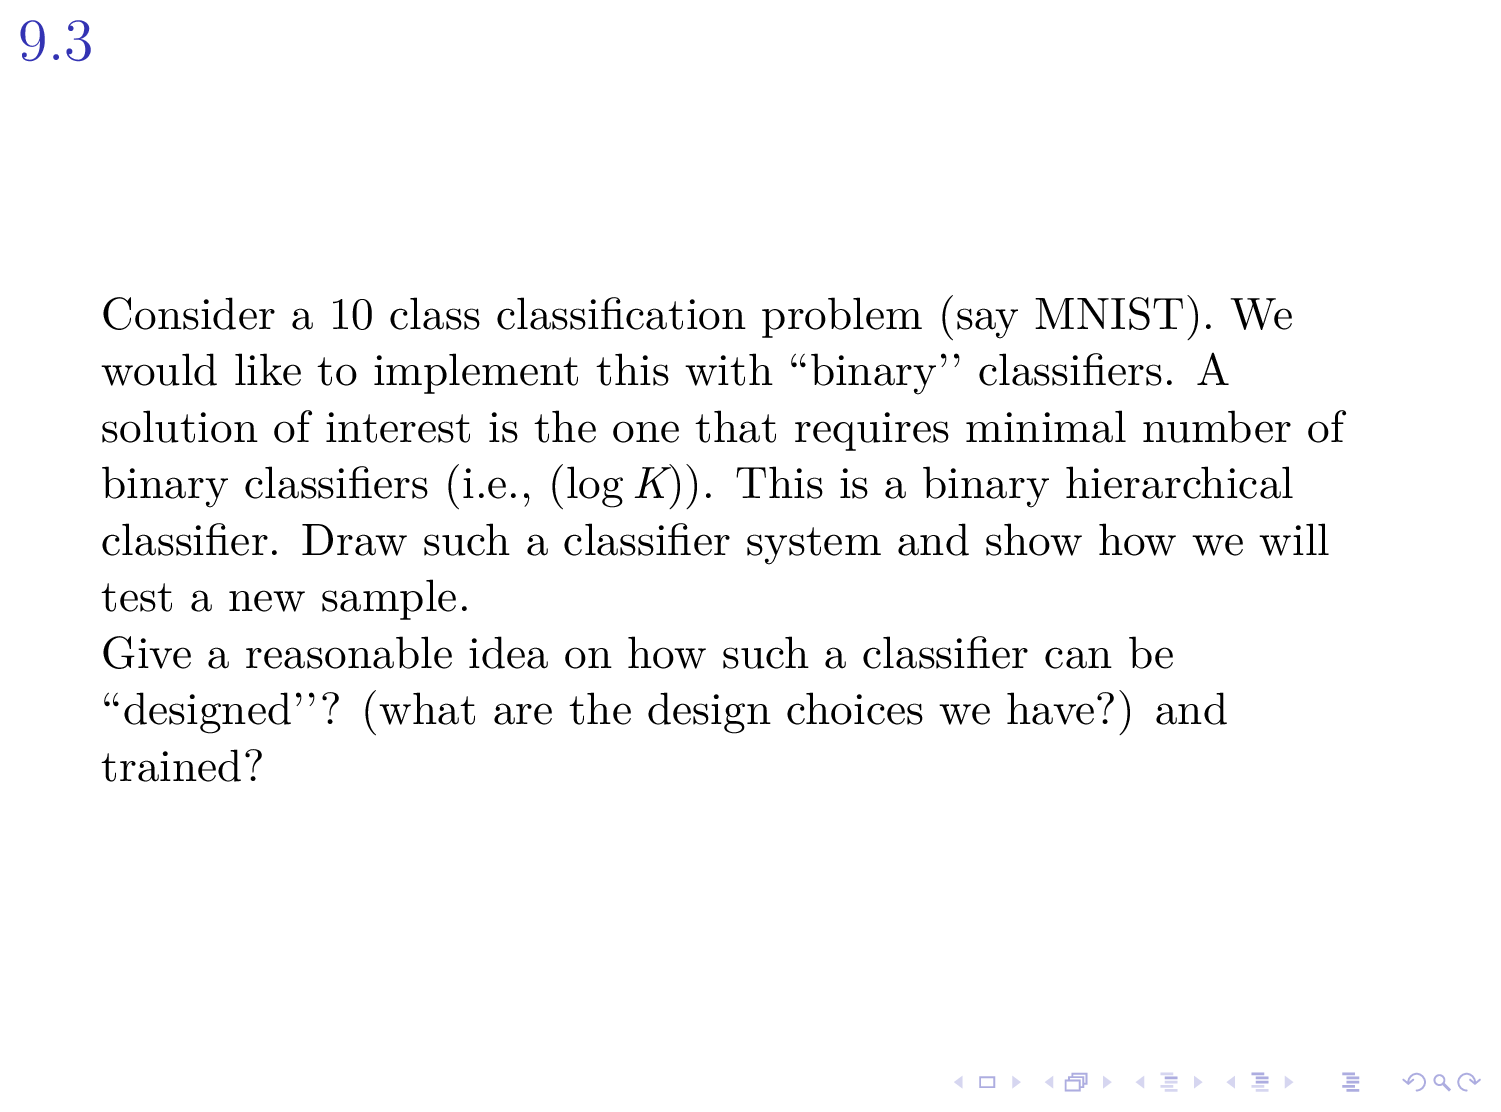 9.3
Consider a 10 class classification problem (say MNIST). We
would like to implement this with “binary’’ classifiers. A
solution of interest is the one that requires minimal number of
binary classifiers (i.e., (log K)). This is a binary hierarchical
classifier. Draw such a classifier system and show how we will
test a new sample.
Give a reasonable idea on how such a classifier can be
“designed’’? (what are the design choices we have?) and
trained?